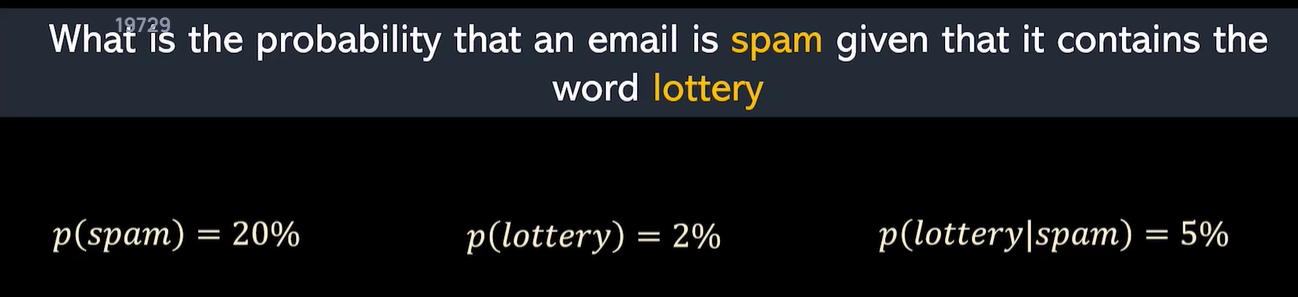 19729
What is the probability that an email is spam given that it contains the
word lottery
p(spam) = 20%
p(lottery) = 2%
p(lottery|spam) = 5%